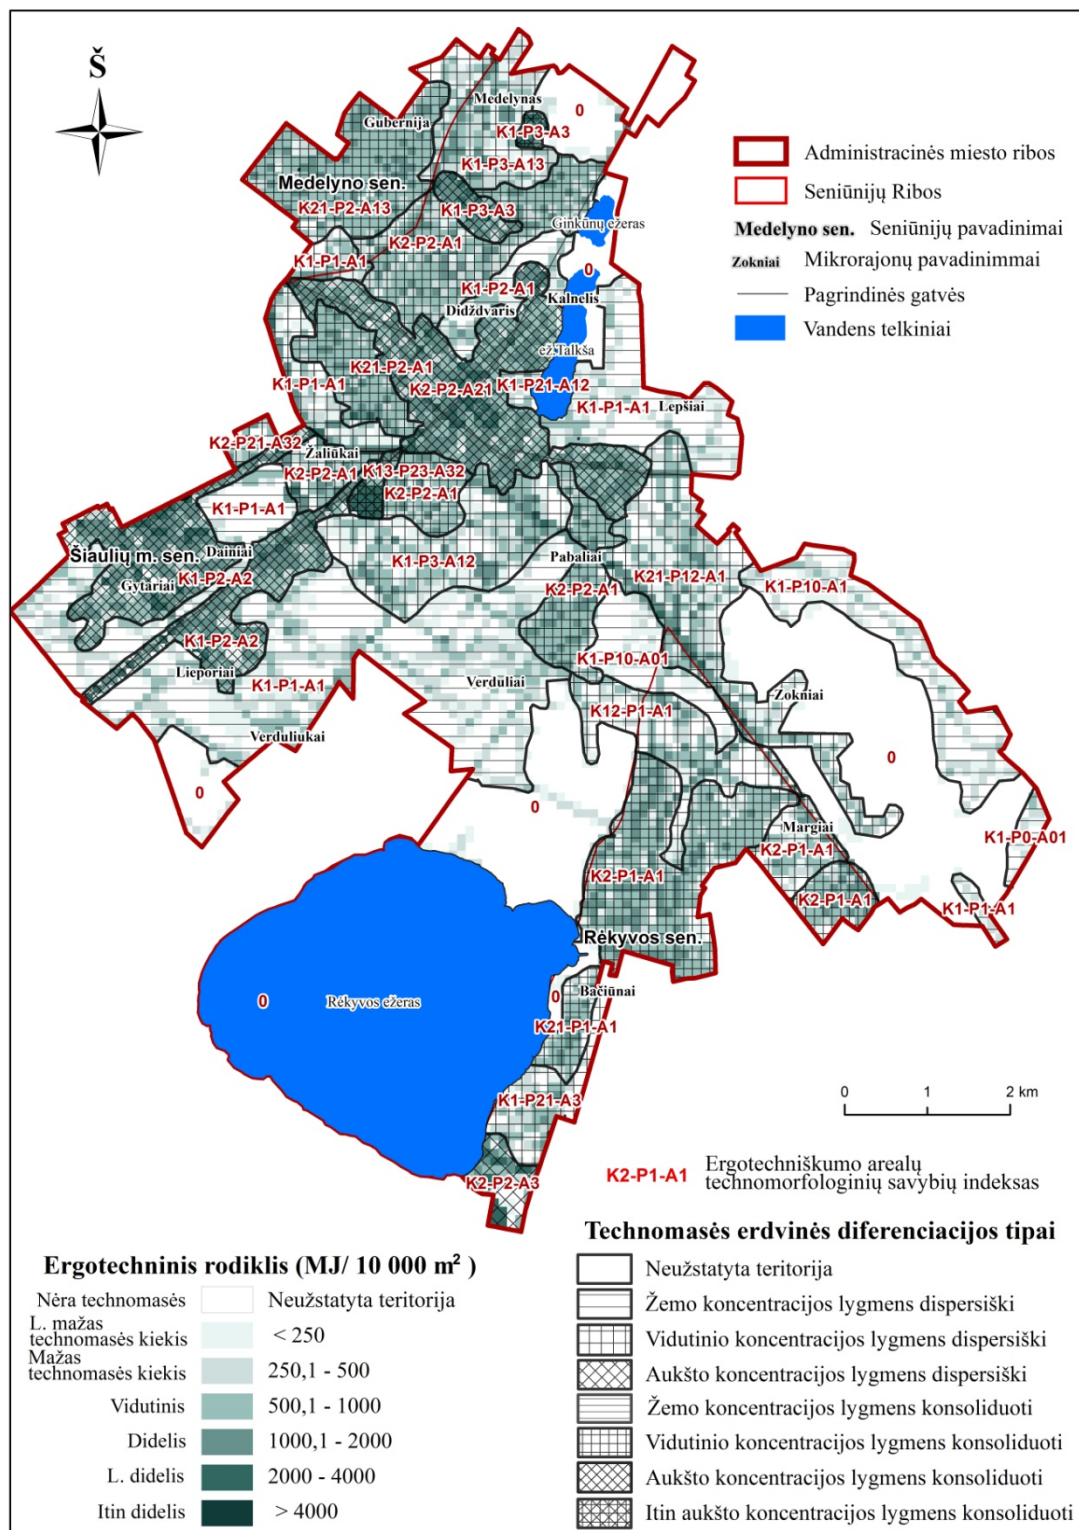 Š
Medelynas
Gubernija
0
K1-P3-A3
K1-P3-A13
Medelyno sen.
K21-P2-A13
K1-P3-A3
Ginkūnų ežeras
K2-P2-A1
K1-P1-A1
0
K1-P2-A1
Kalnelis
Didždvaris
ež.Talkša
K21-P2-A1
K1-P1-A1
K2-P2-A21
K1-P21-A12
K1-P1-A1
Lepšiai
K2-P21-A32
Žaliūkai
K2-P2-A1
K13-P23-A32
K2-P2-A1
K1-P1-A1
Šiaulių m. sen.
Dainiai
Gytariai
K1-P2-A2
K1-P3-A12
Pabaliai
K21-P12-A1
K2-P2-A1
K1-P10-A1
K1-P2-A2
Lieporiai
K1-P1-A1
K1-P10-A01
Verduliai
Zokniai
K12-P1-A1
Verduliukai
0
0
0
Margiai
K2-P1-A1
K1-P0-A01
K2-P1-A1
K2-P1-A1
K1-P1-A1
Rėkyvos sen.
Bačiūnai
0
Rėkyvos ežeras
0
K21-P1-A1
K1-P21-A3
K2-P2-A3
Administracinės miesto ribos
Seniūnijų Ribos
Medelyno sen. Seniūnijų pavadinimai
Zokniai Mikrorajonų pavadinimmai
Pagrindinės gatvės
Vandens telkiniai
0 1 2 km
K2-P1-A1 Ergotechniškumo arealų
technomorfologinių savybių indeksas
Ergotechninis rodiklis (MJ/ 10 000 m² )
Nėra technomasės Neužstatyta teritorija
L. mažas
technomasės kiekis < 250
Mažas
technomasės kiekis 250,1 - 500
Vidutinis 500,1 - 1000
Didelis 1000,1 - 2000
L. didelis 2000 - 4000
Itin didelis > 4000
Technomasės erdvinės diferenciacijos tipai
Neužstatyta teritorija
Žemo koncentracijos lygmens dispersiški
Vidutinio koncentracijos lygmens dispersiški
Aukšto koncentracijos lygmens dispersiški
Žemo koncentracijos lygmens konsoliduoti
Vidutinio koncentracijos lygmens konsoliduoti
Aukšto koncentracijos lygmens konsoliduoti
Itin aukšto koncentracijos lygmens konsoliduoti